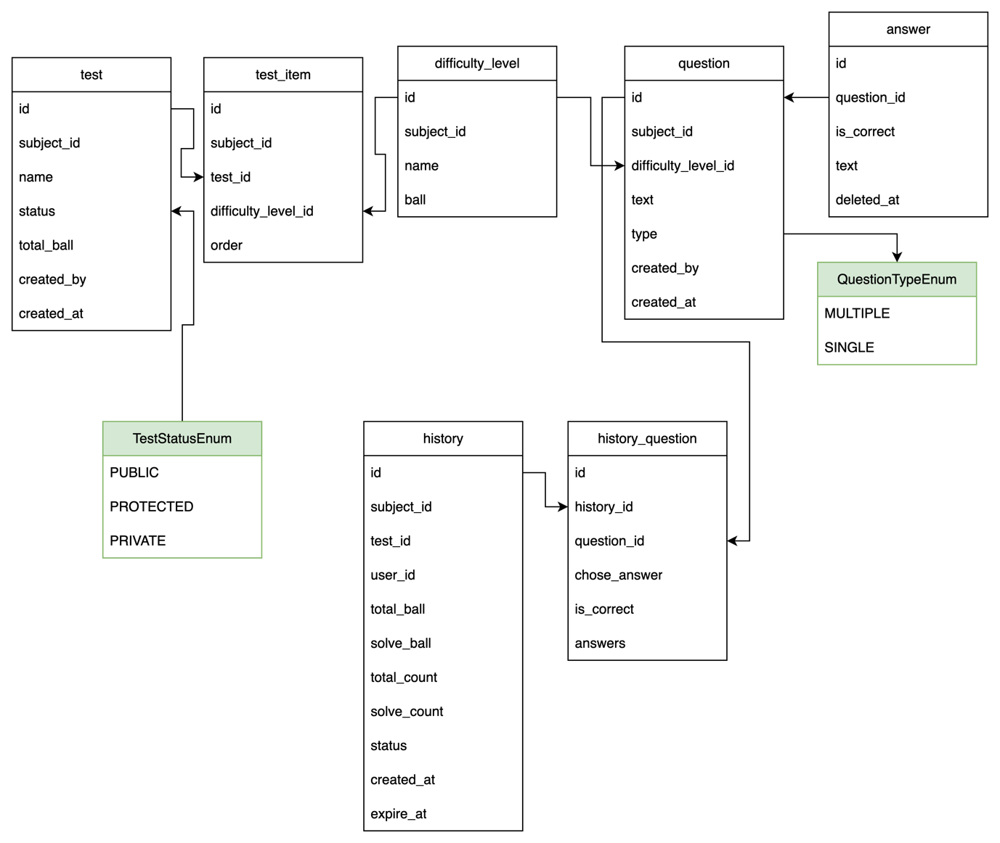 test
id
subject_id
name
status
total_ball
created_by
created_at
test_item
id
subject_id
test_id
difficulty_level_id
order
difficulty_level
id
subject_id
name
ball
question
id
subject_id
difficulty_level_id
text
type
created_by
created_at
answer
id
question_id
is_correct
text
deleted_at
QuestionTypeEnum
MULTIPLE
SINGLE
TestStatusEnum
PUBLIC
PROTECTED
PRIVATE
history
id
subject_id
test_id
user_id
total_ball
solve_ball
total_count
solve_count
status
created_at
expire_at
history_question
id
history_id
question_id
chose_answer
is_correct
answers